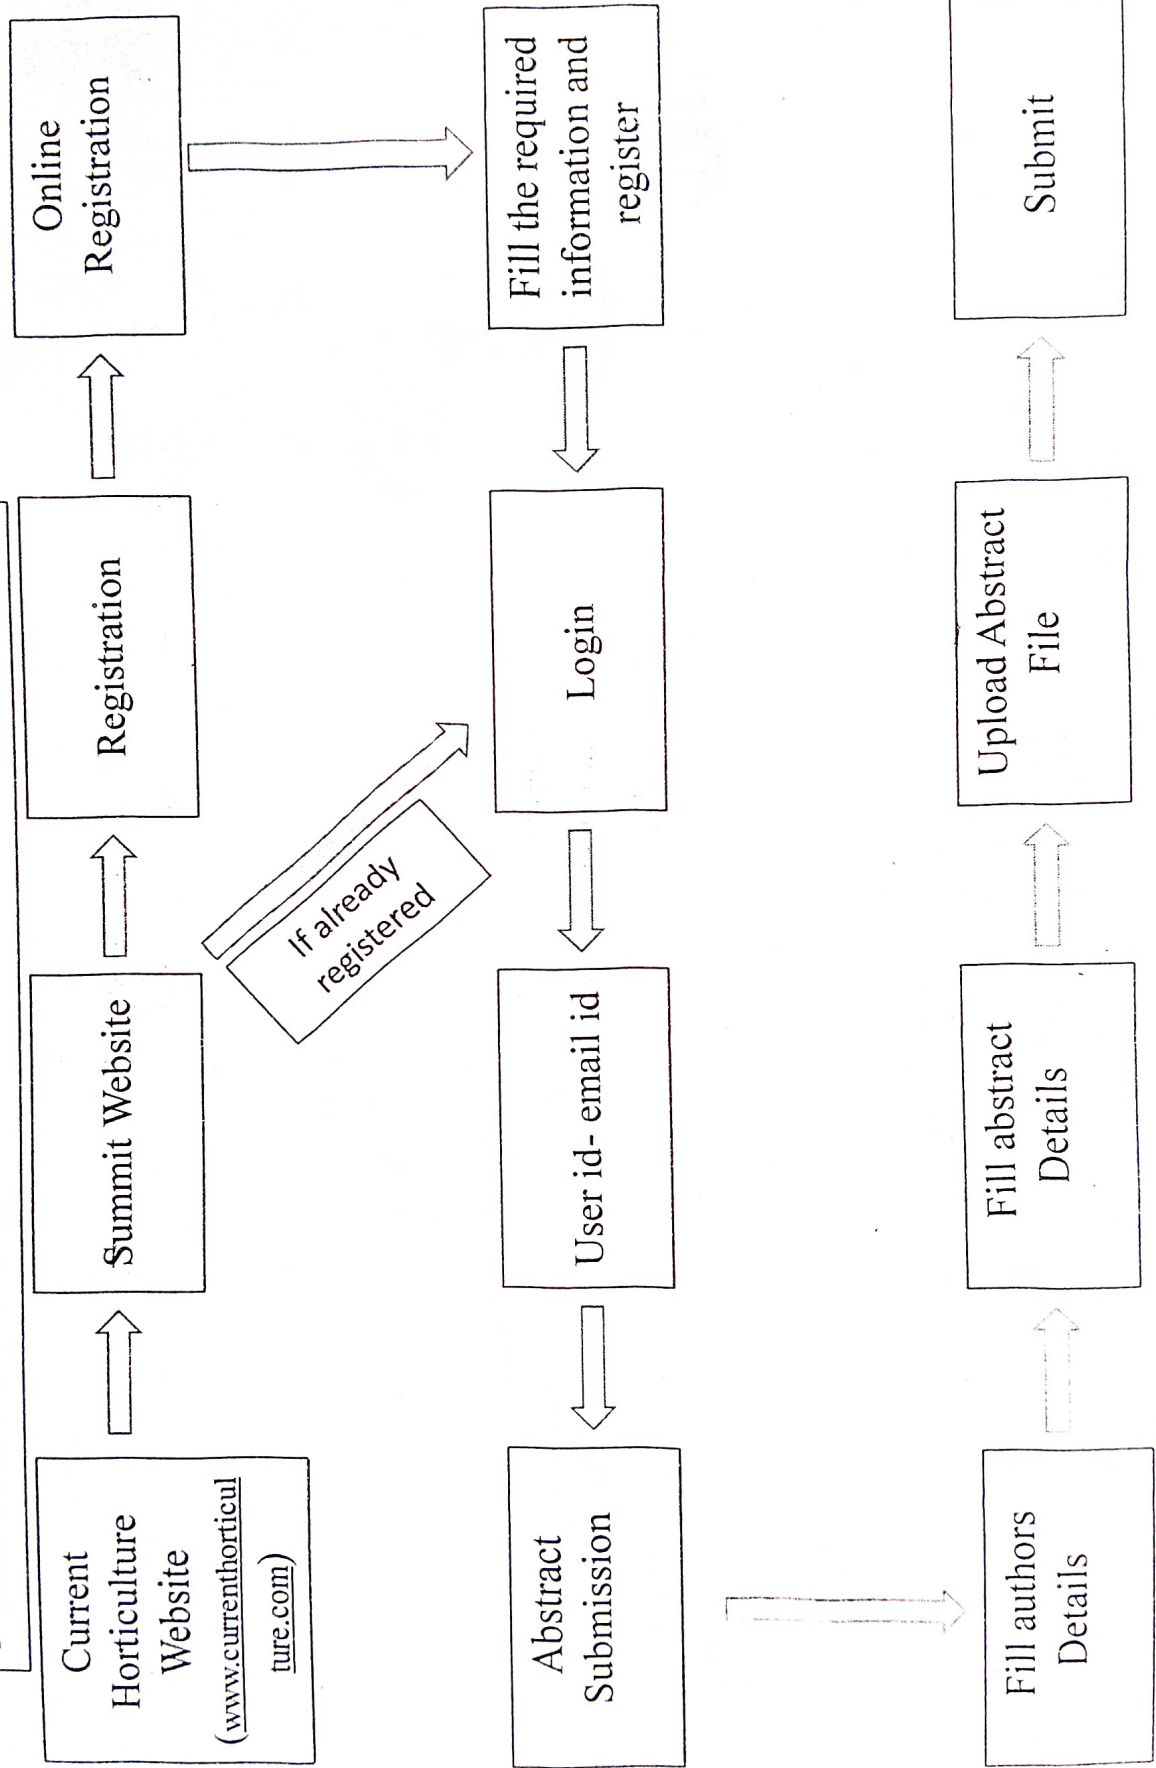 Current
Horticulture
Website
(www.currenthorticul
ture.com)
Summit Website
Registration
Online
Registration
If already
registered
Fill the required
information and
register
Login
User id- email id
Abstract
Submission
Fill authors
Details
Fill abstract
Details
Upload Abstract
File
Submit